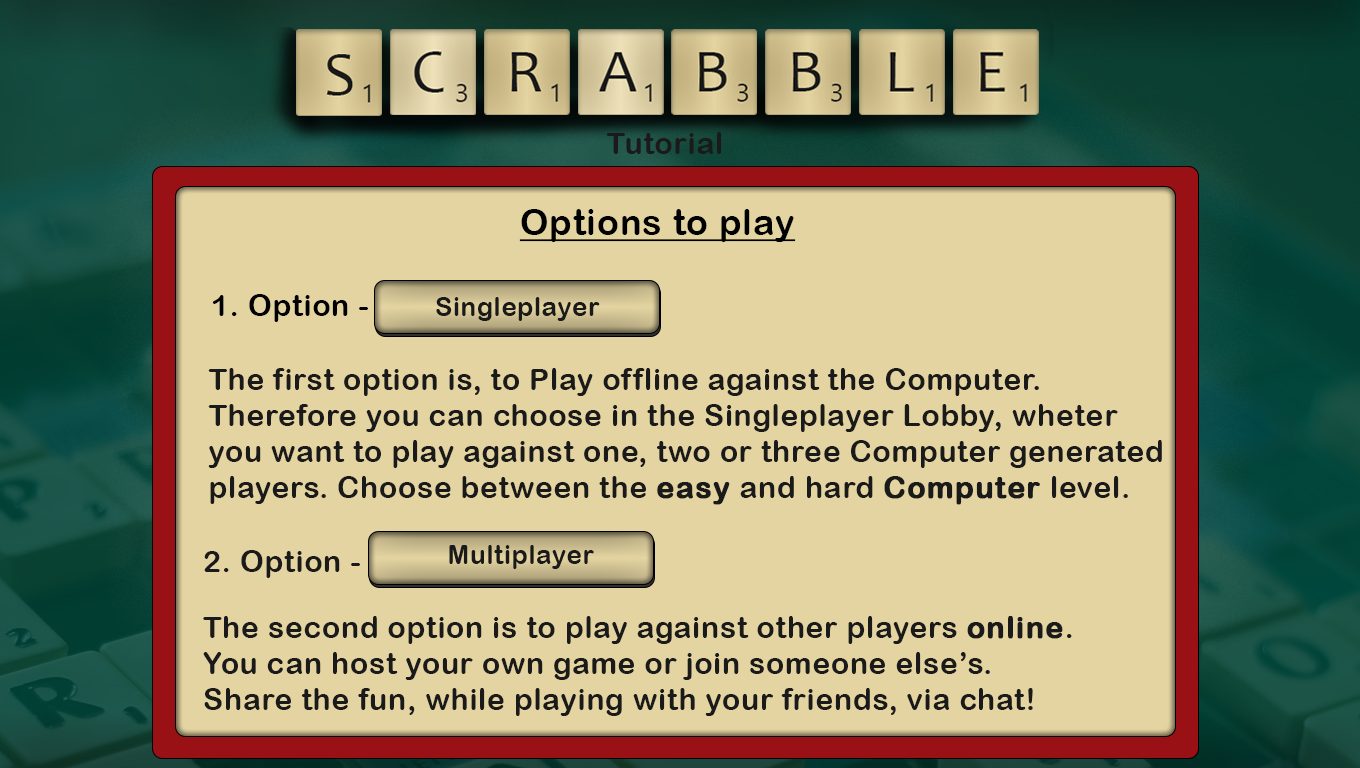 S1 C3 R1 A1 B3 B3 L1 E1
Tutorial
Options to play
1. Option - Singleplayer
The first option is, to Play offline against the Computer.
Therefore you can choose in the Singleplayer Lobby, wheter
you want to play against one, two or three Computer generated
players. Choose between the easy and hard Computer level.
2. Option - Multiplayer
The second option is to play against other players online.
You can host your own game or join someone else’s.
Share the fun, while playing with your friends, via chat!
P
2
2
R
1
O